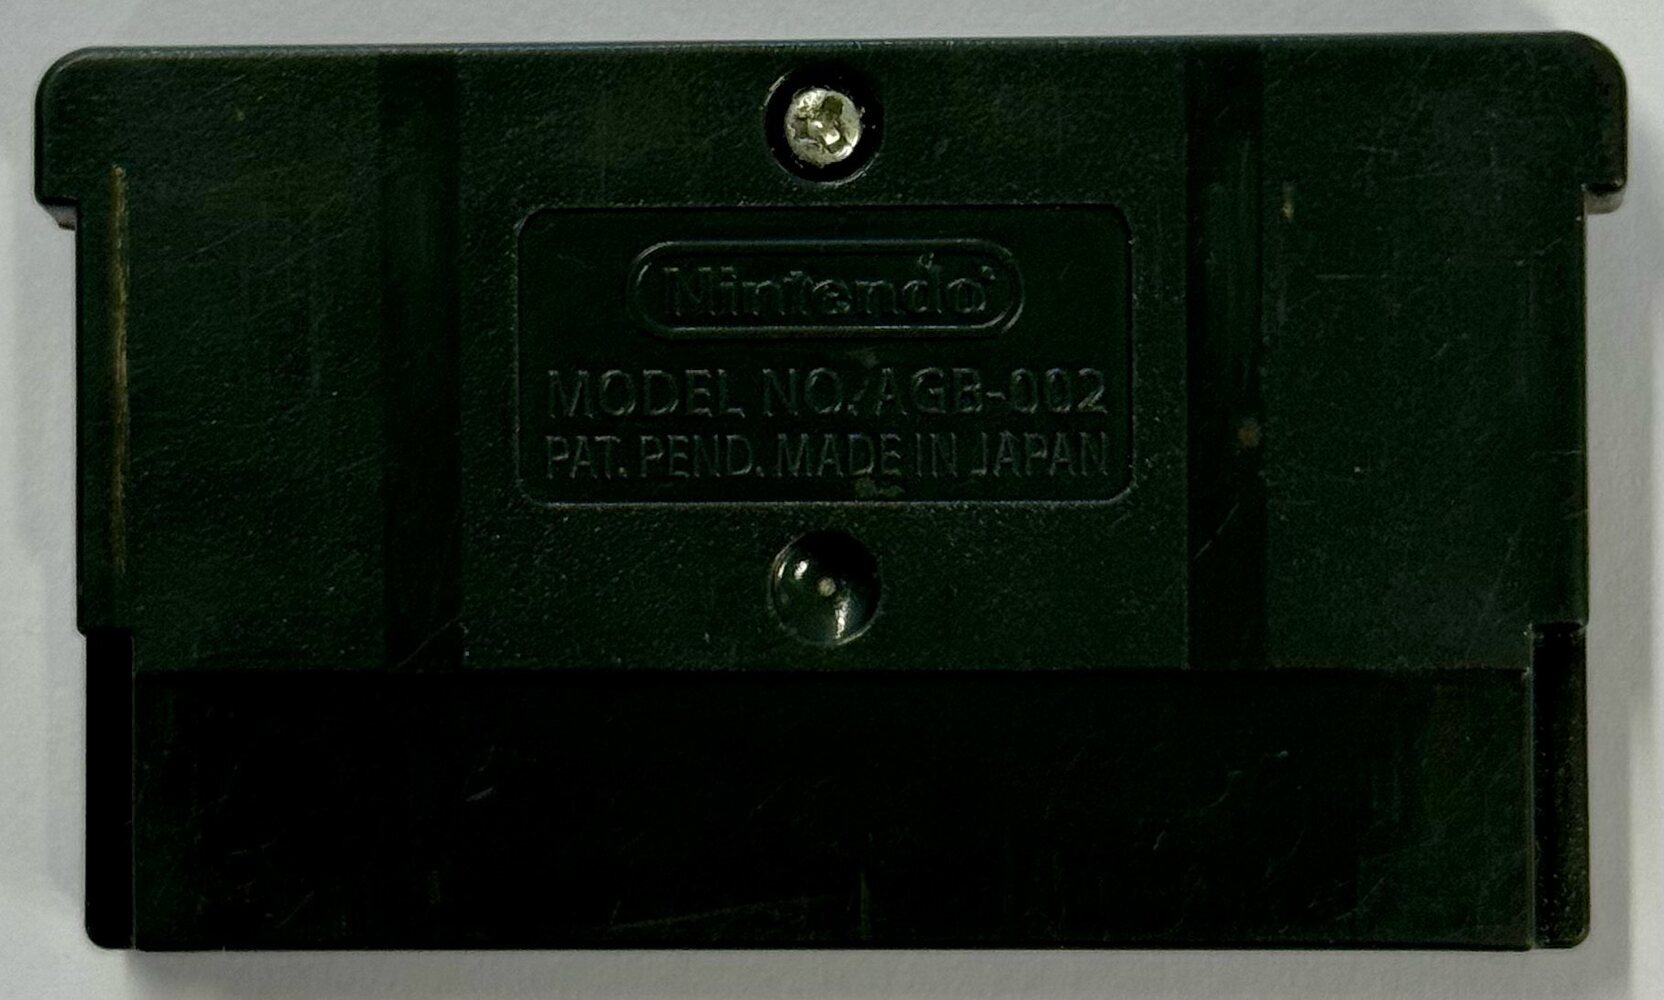 Nintendo
MODEL NO. AGB-002
PAT. PEND. MADE IN JAPAN